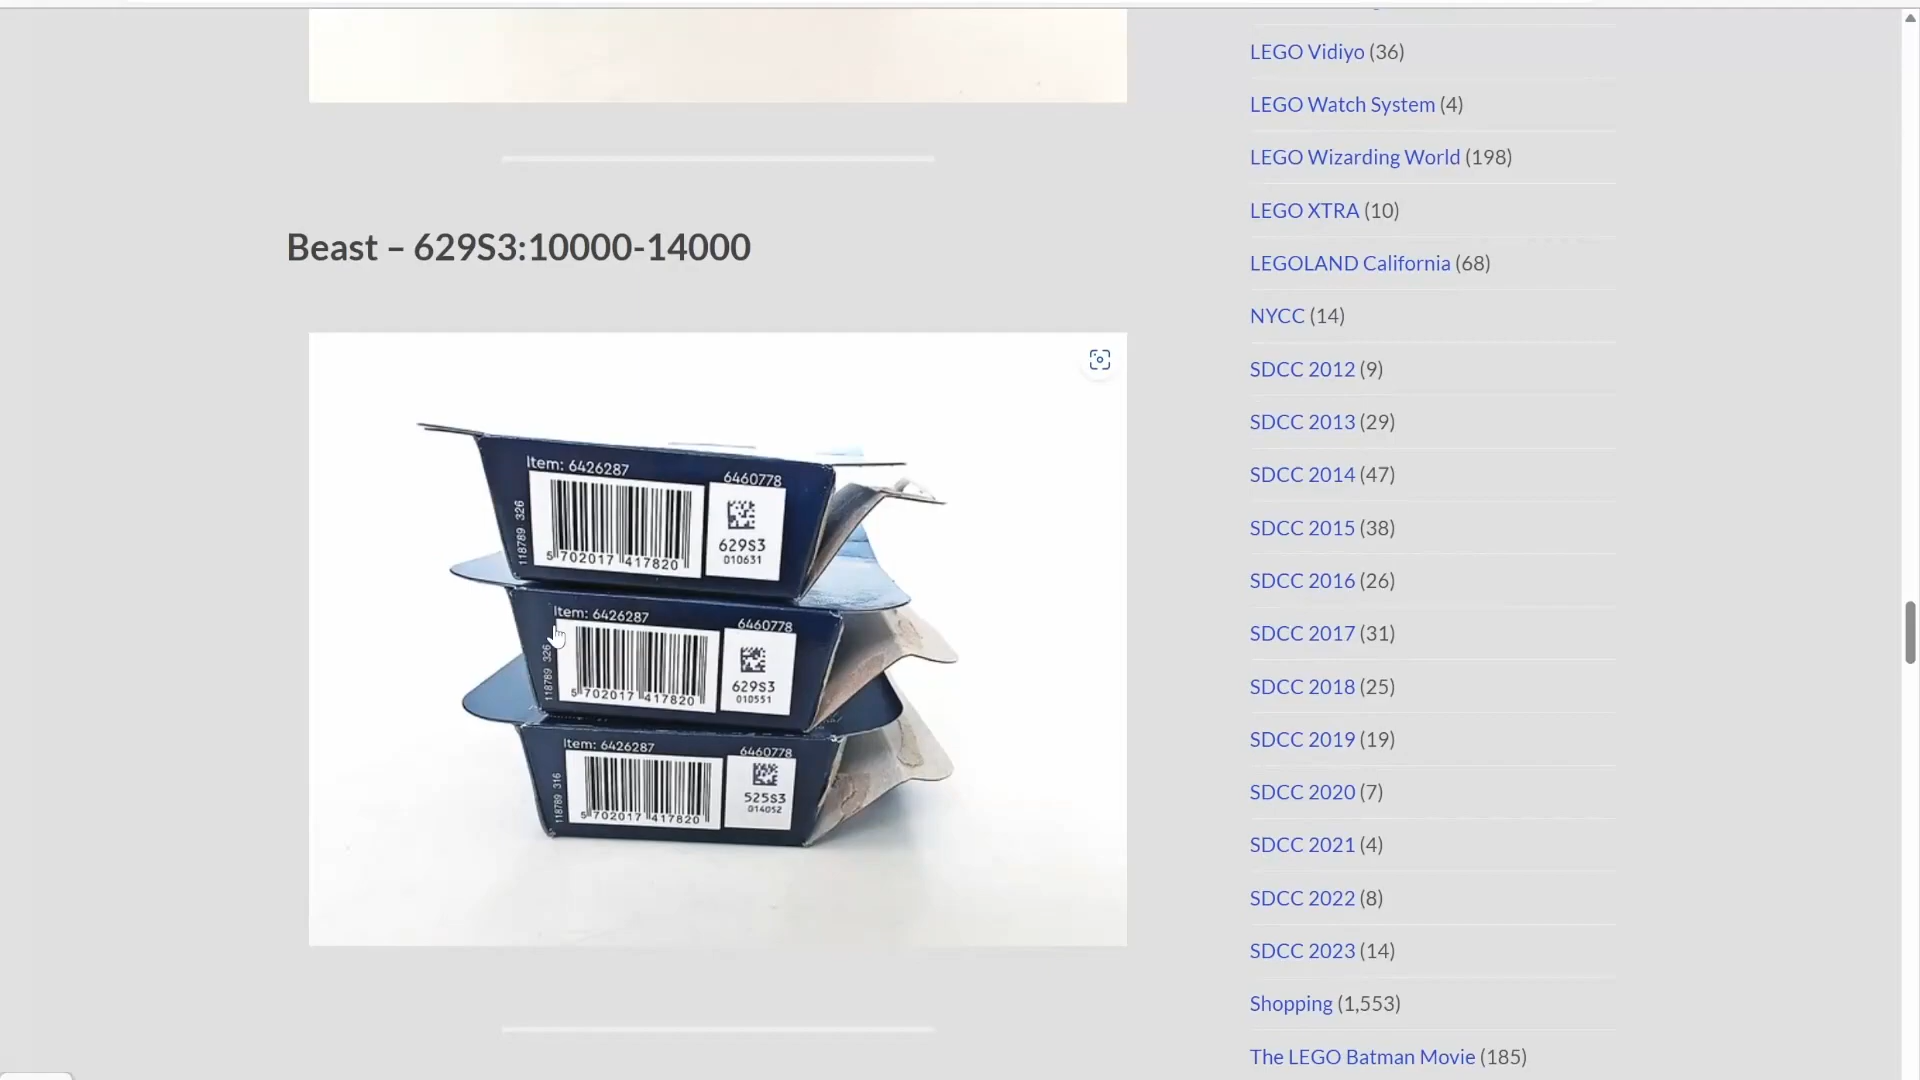 Beast – 629S3:10000-14000
Item: 6426287
6460778
118789 326
629S3
010631
5 702017 417820
Item: 6426287
6460778
118789 326
629S3
010551
5 702017 417820
Item: 6426287
6460778
118789 316
525S3
014052
5 702017 417820
LEGO Vidiyo (36)
LEGO Watch System (4)
LEGO Wizarding World (198)
LEGO XTRA (10)
LEGOLAND California (68)
NYCC (14)
SDCC 2012 (9)
SDCC 2013 (29)
SDCC 2014 (47)
SDCC 2015 (38)
SDCC 2016 (26)
SDCC 2017 (31)
SDCC 2018 (25)
SDCC 2019 (19)
SDCC 2020 (7)
SDCC 2021 (4)
SDCC 2022 (8)
SDCC 2023 (14)
Shopping (1,553)
The LEGO Batman Movie (185)